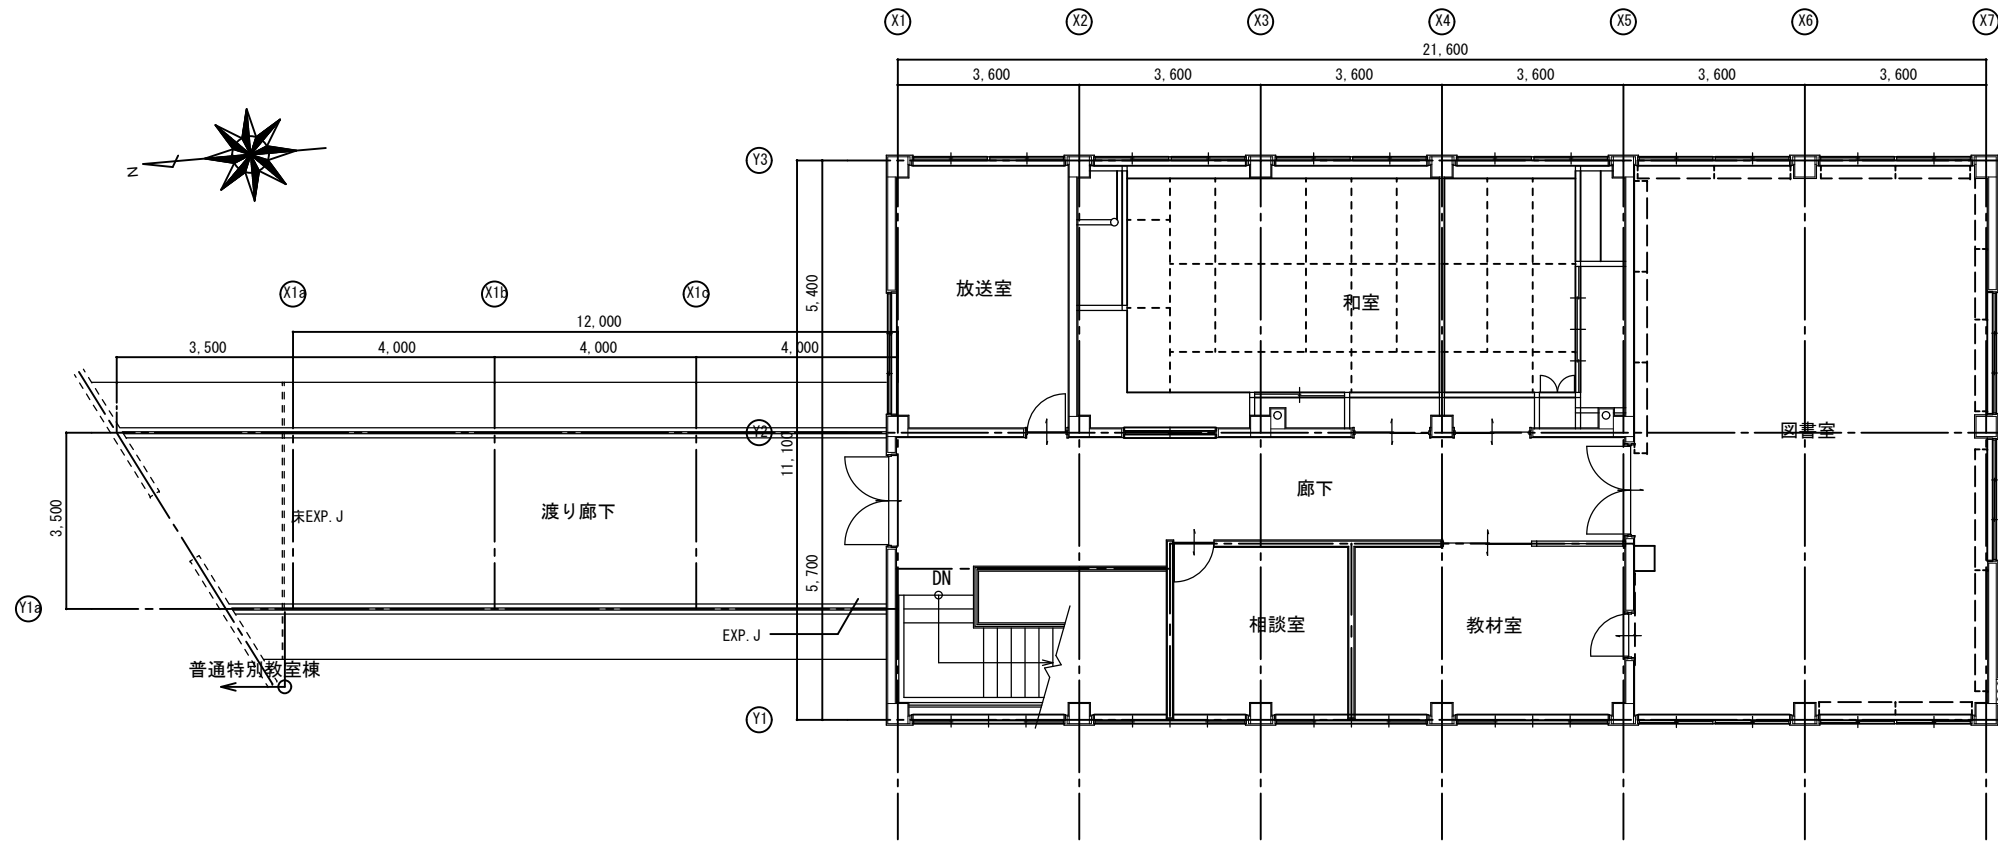 X1 X2 X3 X4 X5 X6 X7
21,600
3,600 3,600 3,600 3,600 3,600 3,600
N
Y3
X1a X1b X1c
5,400
放送室
和室
12,000
3,500 4,000 4,000 4,000
Y2
11,100
図書室
廊下
渡り廊下
床EXP.J
3,500
5,700
DN
Y1a
EXP.J
相談室
教材室
普通特別教室棟
Y1